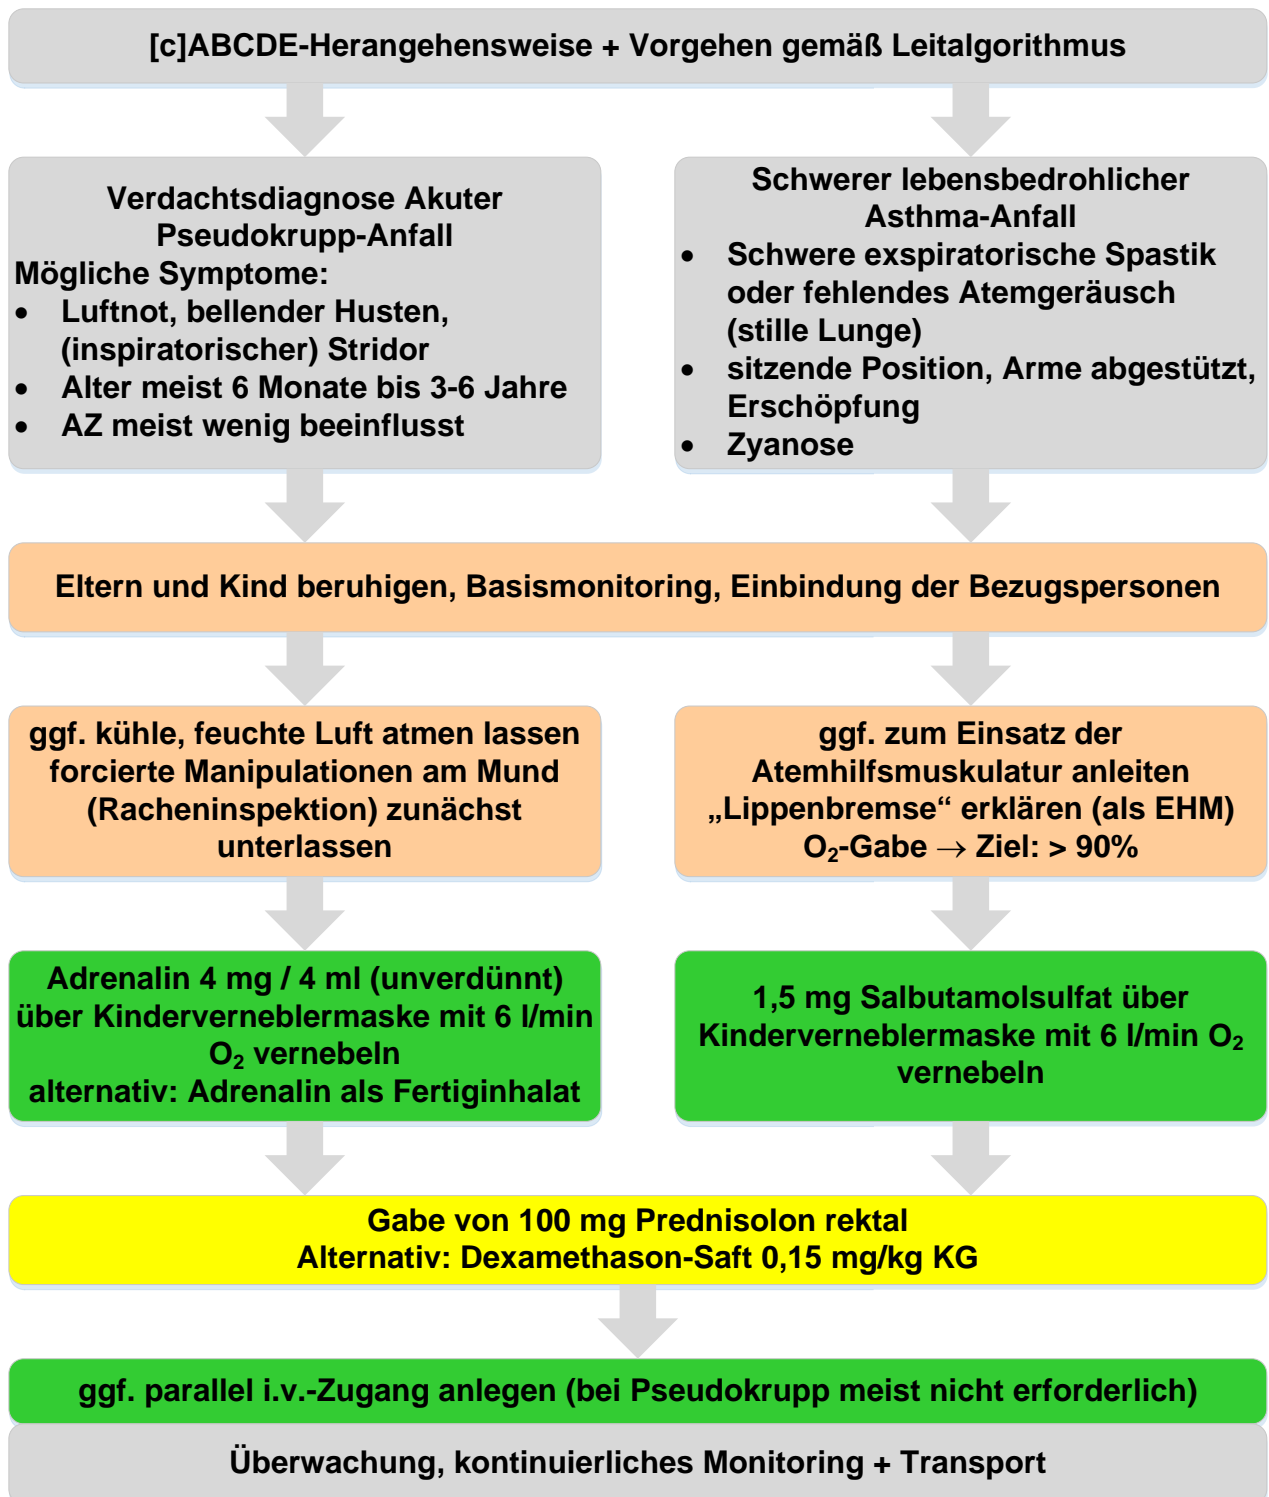 [c]ABCDE-Herangehensweise + Vorgehen gemäß Leitalgorithmus
Verdachtsdiagnose Akuter
Pseudokrupp-Anfall
Mögliche Symptome:
• Luftnot, bellender Husten,
(inspiratorischer) Stridor
• Alter meist 6 Monate bis 3-6 Jahre
• AZ meist wenig beeinflusst
Schwerer lebensbedrohlicher
Asthma-Anfall
• Schwere exspiratorische Spastik
oder fehlendes Atemgeräusch
(stille Lunge)
• sitzende Position, Arme abgestützt,
Erschöpfung
• Zyanose
Eltern und Kind beruhigen, Basismonitoring, Einbindung der Bezugspersonen
ggf. kühle, feuchte Luft atmen lassen
forcierte Manipulationen am Mund
(Racheninspektion) zunächst
unterlassen
ggf. zum Einsatz der
Atemhilfsmuskulatur anleiten
„Lippenbremse“ erklären (als EHM)
O₂-Gabe → Ziel: > 90%
Adrenalin 4 mg / 4 ml (unverdünnt)
über Kinderverneblermaske mit 6 l/min
O₂ vernebeln
alternativ: Adrenalin als Fertiginhalat
1,5 mg Salbutamolsulfat über
Kinderverneblermaske mit 6 l/min O₂
vernebeln
Gabe von 100 mg Prednisolon rektal
Alternativ: Dexamethason-Saft 0,15 mg/kg KG
ggf. parallel i.v.-Zugang anlegen (bei Pseudokrupp meist nicht erforderlich)
Überwachung, kontinuierliches Monitoring + Transport